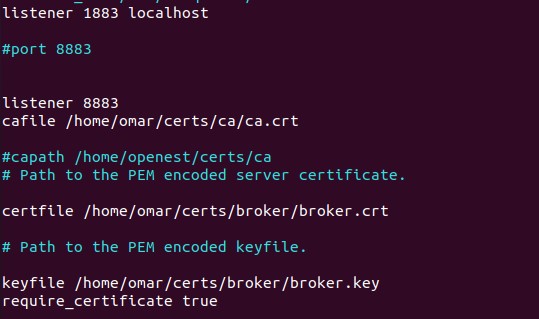 listener 1883 localhost
#port 8883
listener 8883
cafile /home/omar/certs/ca/ca.crt
#capath /home/openest/certs/ca
# Path to the PEM encoded server certificate.
certfile /home/omar/certs/broker/broker.crt
# Path to the PEM encoded keyfile.
keyfile /home/omar/certs/broker/broker.key
require_certificate true